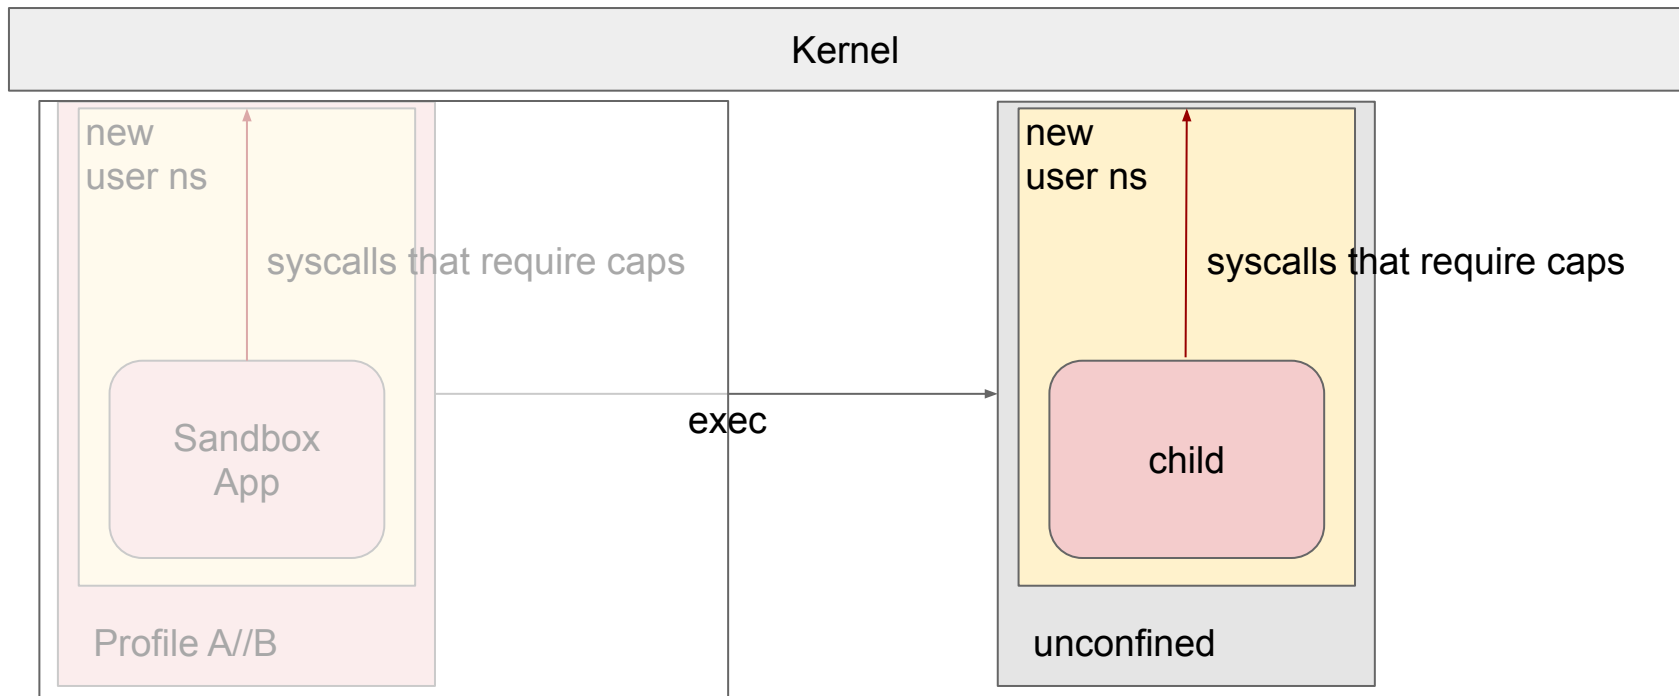 Kernel
new
user ns
syscalls that require caps
Sandbox
App
Profile A//B
exec
new
user ns
syscalls that require caps
child
unconfined